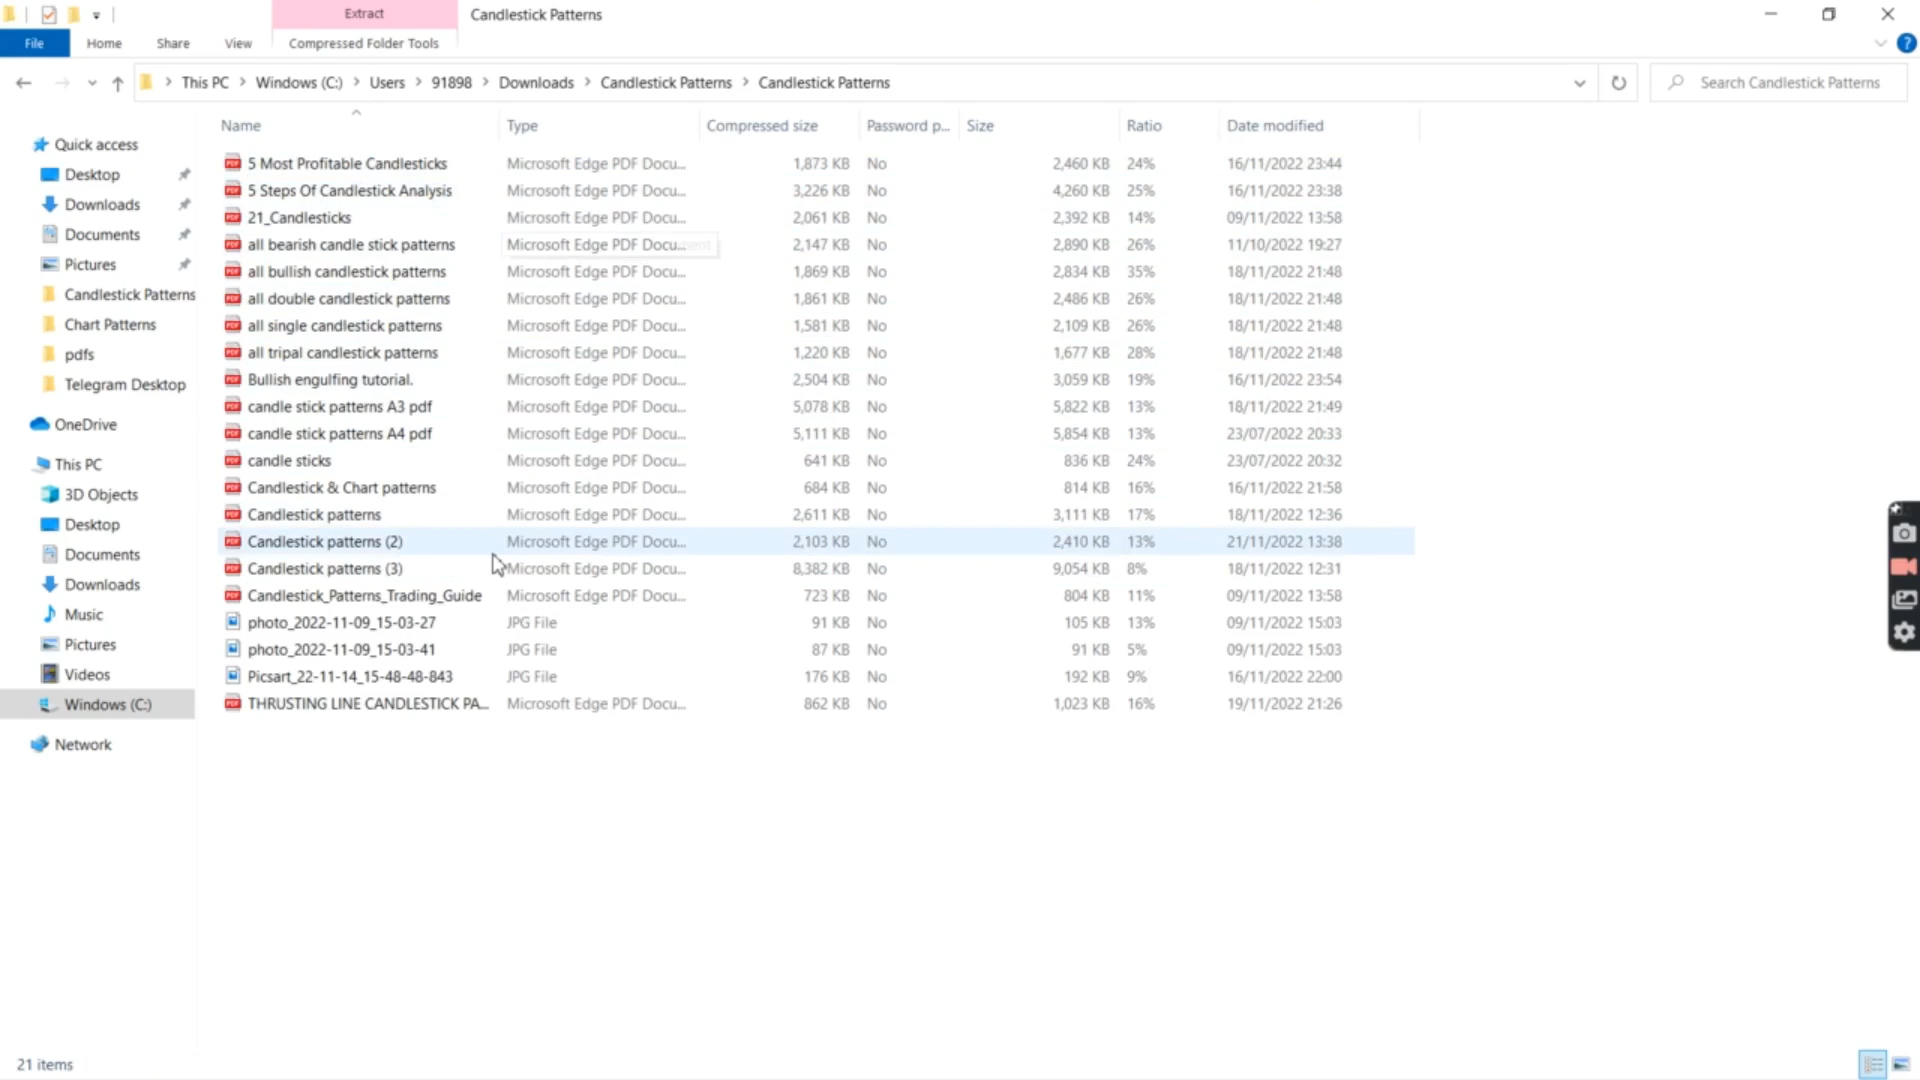 Extract
Candlestick Patterns
File
Home
Share
View
Compressed Folder Tools
This PC
Windows (C:)
Users
91898
Downloads
Candlestick Patterns
Candlestick Patterns
Search Candlestick Patterns
Name
Type
Compressed size
Password p...
Size
Ratio
Date modified
Quick access
Desktop
Downloads
Documents
Pictures
Candlestick Patterns
Chart Patterns
pdfs
Telegram Desktop
OneDrive
This PC
3D Objects
Desktop
Documents
Downloads
Music
Pictures
Videos
Windows (C:)
Network
5 Most Profitable Candlesticks Microsoft Edge PDF Docu... 1,873 KB No 2,460 KB 24% 16/11/2022 23:44
5 Steps Of Candlestick Analysis Microsoft Edge PDF Docu... 3,226 KB No 4,260 KB 25% 16/11/2022 23:38
21_Candlesticks Microsoft Edge PDF Docu... 2,061 KB No 2,392 KB 14% 09/11/2022 13:58
all bearish candle stick patterns Microsoft Edge PDF Docu... 2,147 KB No 2,890 KB 26% 11/10/2022 19:27
all bullish candlestick patterns Microsoft Edge PDF Docu... 1,869 KB No 2,834 KB 35% 18/11/2022 21:48
all double candlestick patterns Microsoft Edge PDF Docu... 1,861 KB No 2,486 KB 26% 18/11/2022 21:48
all single candlestick patterns Microsoft Edge PDF Docu... 1,581 KB No 2,109 KB 26% 18/11/2022 21:48
all tripal candlestick patterns Microsoft Edge PDF Docu... 1,220 KB No 1,677 KB 28% 18/11/2022 21:48
Bullish engulfing tutorial. Microsoft Edge PDF Docu... 2,504 KB No 3,059 KB 19% 16/11/2022 23:54
candle stick patterns A3 pdf Microsoft Edge PDF Docu... 5,078 KB No 5,822 KB 13% 18/11/2022 21:49
candle stick patterns A4 pdf Microsoft Edge PDF Docu... 5,111 KB No 5,854 KB 13% 23/07/2022 20:33
candle sticks Microsoft Edge PDF Docu... 641 KB No 836 KB 24% 23/07/2022 20:32
Candlestick & Chart patterns Microsoft Edge PDF Docu... 684 KB No 814 KB 16% 16/11/2022 21:58
Candlestick patterns Microsoft Edge PDF Docu... 2,611 KB No 3,111 KB 17% 18/11/2022 12:36
Candlestick patterns (2) Microsoft Edge PDF Docu... 2,103 KB No 2,410 KB 13% 21/11/2022 13:38
Candlestick patterns (3) Microsoft Edge PDF Docu... 8,382 KB No 9,054 KB 8% 18/11/2022 12:31
Candlestick_Patterns_Trading_Guide Microsoft Edge PDF Docu... 723 KB No 804 KB 11% 09/11/2022 13:58
photo_2022-11-09_15-03-27 JPG File 91 KB No 105 KB 13% 09/11/2022 15:03
photo_2022-11-09_15-03-41 JPG File 87 KB No 91 KB 5% 09/11/2022 15:03
Picsart_22-11-14_15-48-48-843 JPG File 176 KB No 192 KB 9% 16/11/2022 22:00
THRUSTING LINE CANDLESTICK PA... Microsoft Edge PDF Docu... 862 KB No 1,023 KB 16% 19/11/2022 21:26
21 items